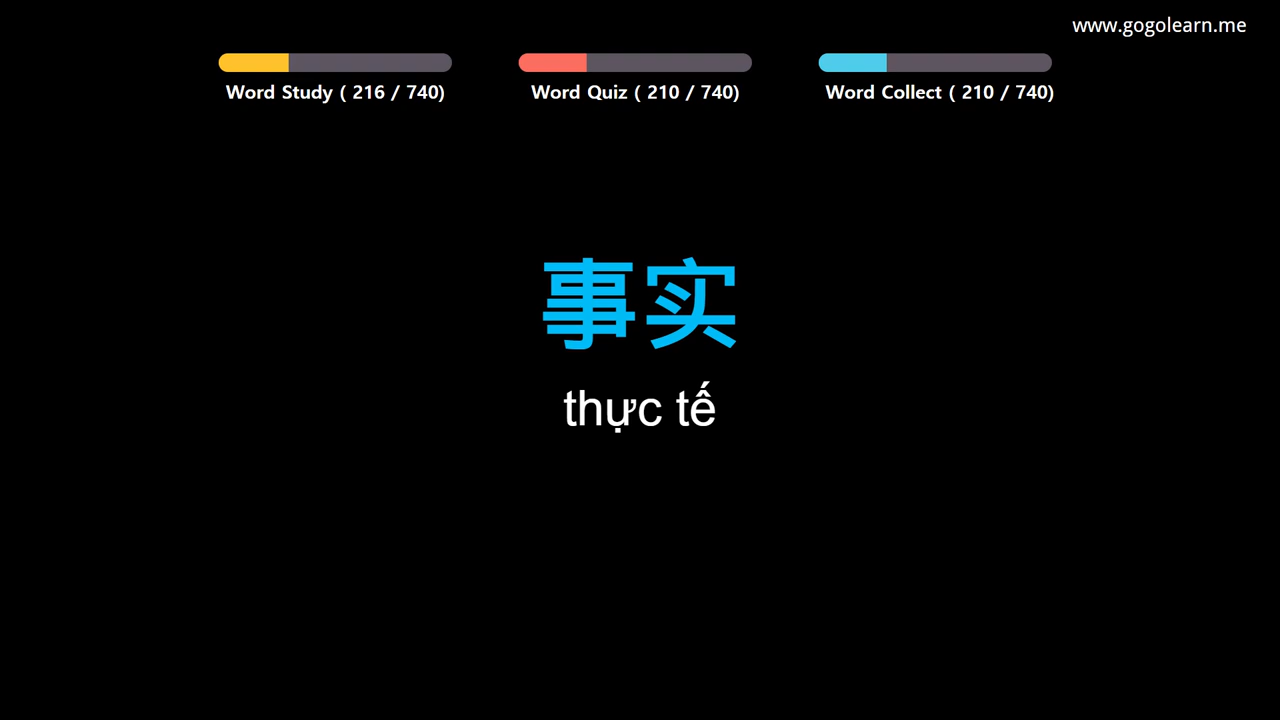 www.gogolearn.me
Word Study ( 216 / 740)
Word Quiz ( 210 / 740)
Word Collect ( 210 / 740)
事实
thực tế